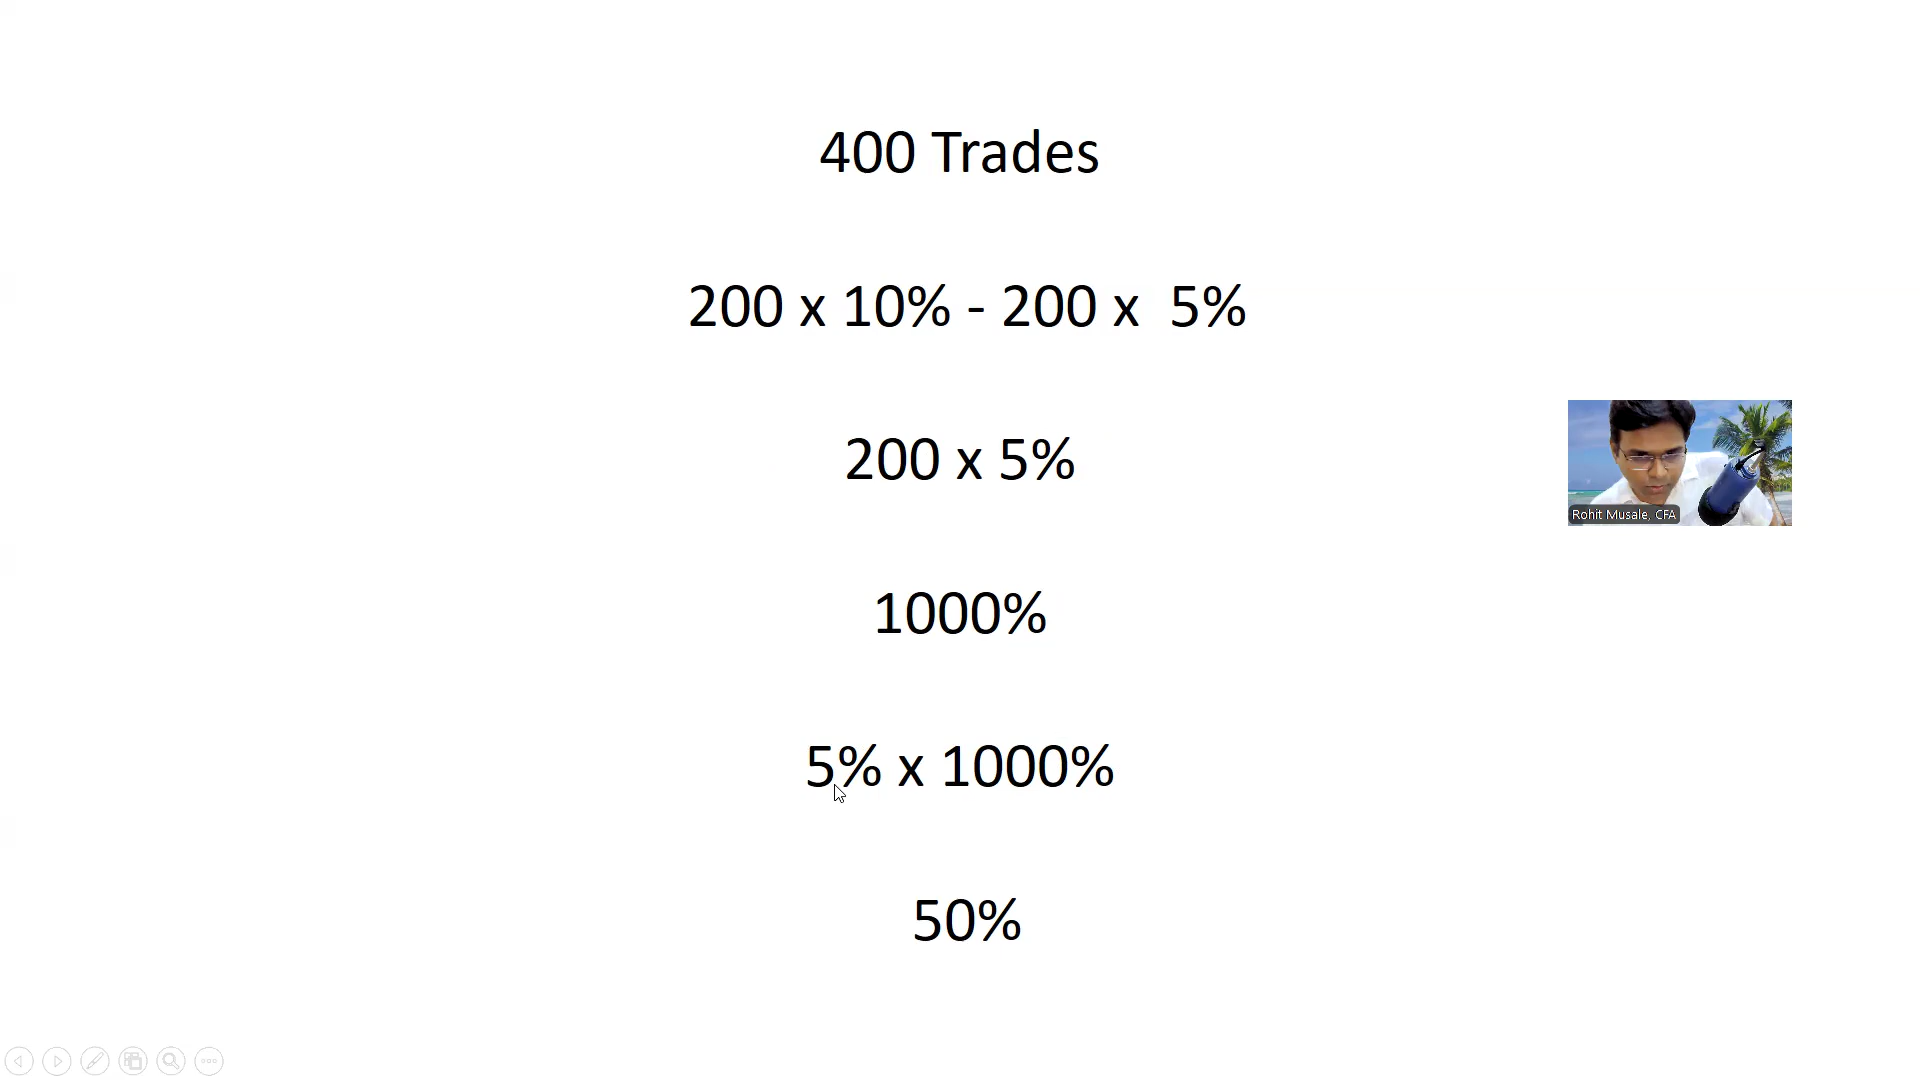 400 Trades
200 x 10% - 200 x  5%
200 x 5%
Rohit Musale, CFA
1000%
5% x 1000%
50%